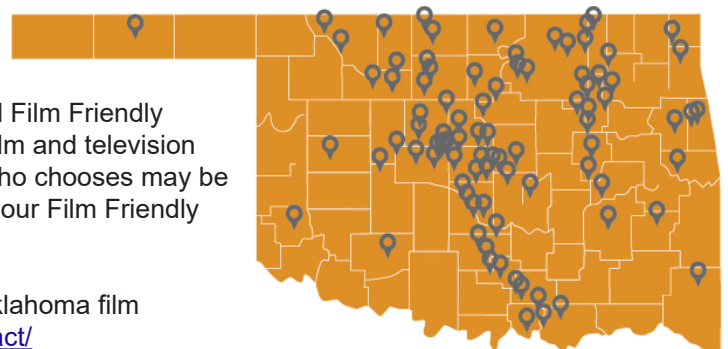 l Film Friendly
lm and television
ho chooses may be
our Film Friendly
klahoma film
act/